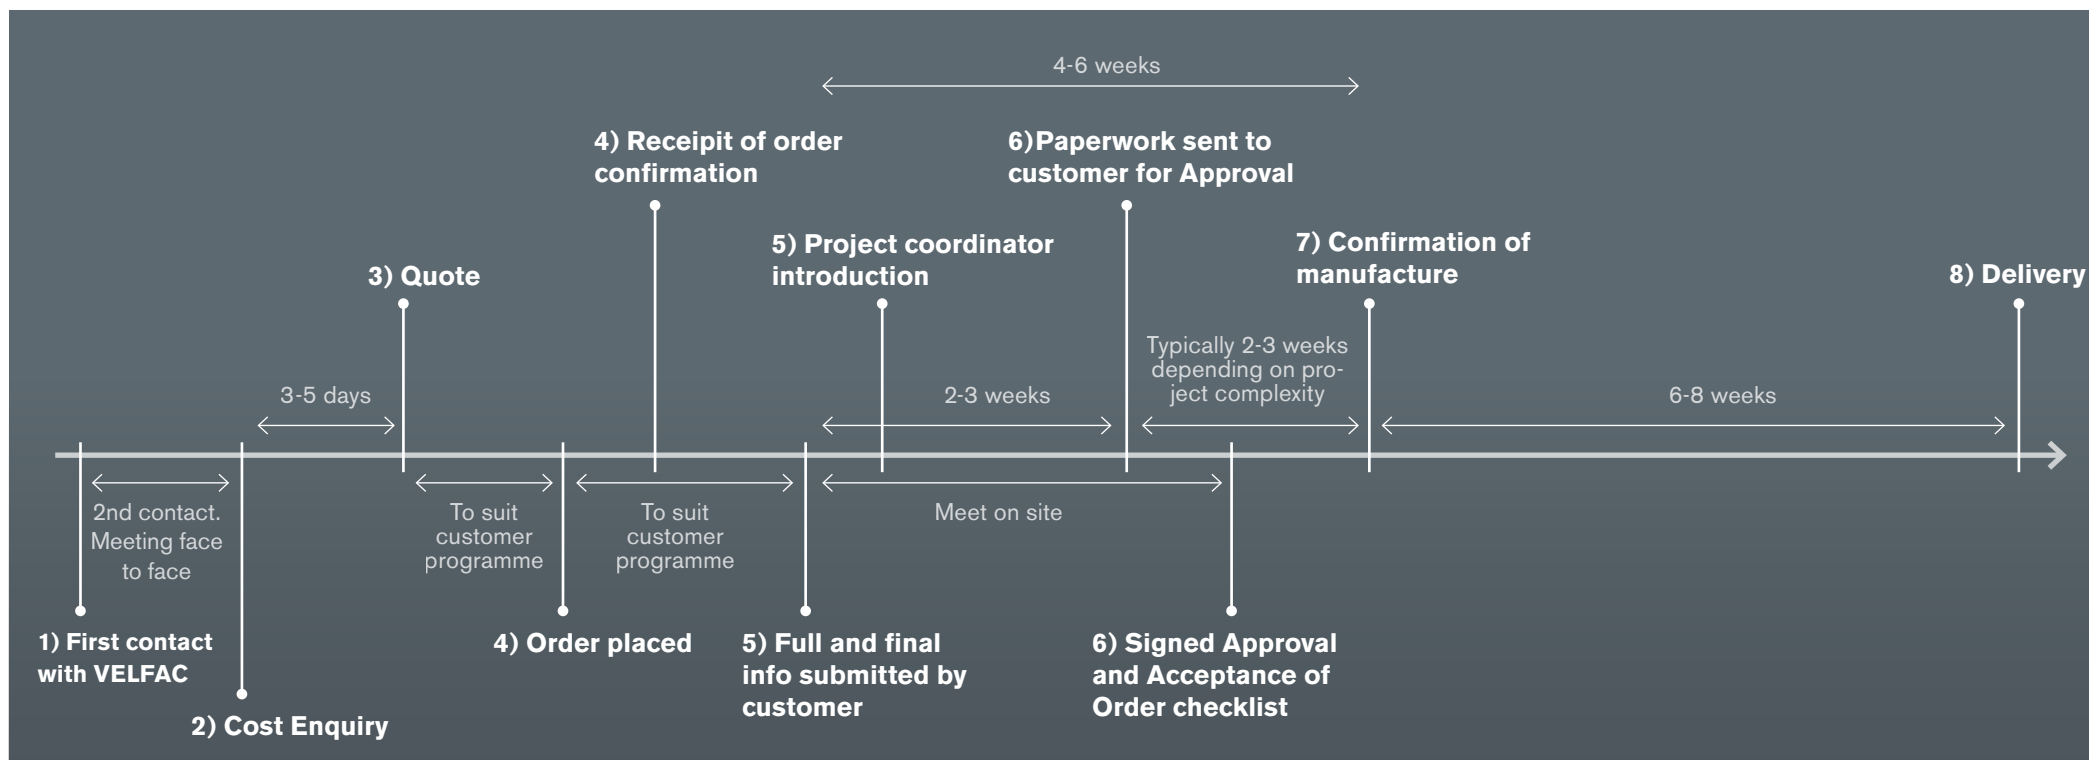 4-6 weeks
4) Receipit of order
confirmation
6)Paperwork sent to
customer for Approval
5) Project coordinator
introduction
7) Confirmation of
manufacture
3) Quote
8) Delivery
Typically 2-3 weeks
depending on pro-
ject complexity
3-5 days
2-3 weeks
6-8 weeks
2nd contact.
Meeting face
to face
To suit
customer
programme
To suit
customer
programme
Meet on site
1) First contact
with VELFAC
2) Cost Enquiry
4) Order placed
5) Full and final
info submitted by
customer
6) Signed Approval
and Acceptance of
Order checklist